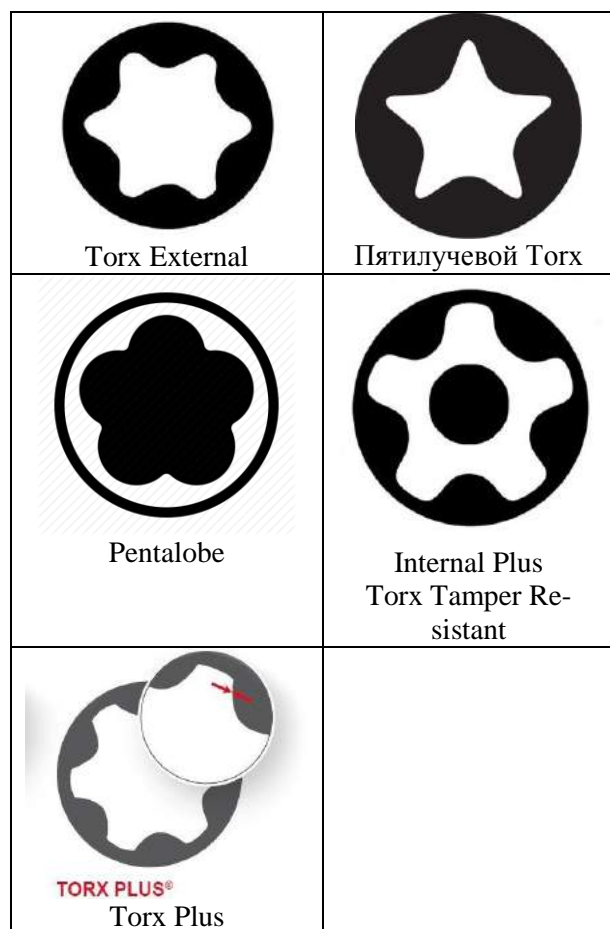 Torx External
Пятилучевой Torx
Pentalobe
Internal Plus
Torx Tamper Re-
sistant
TORX PLUS®
Torx Plus